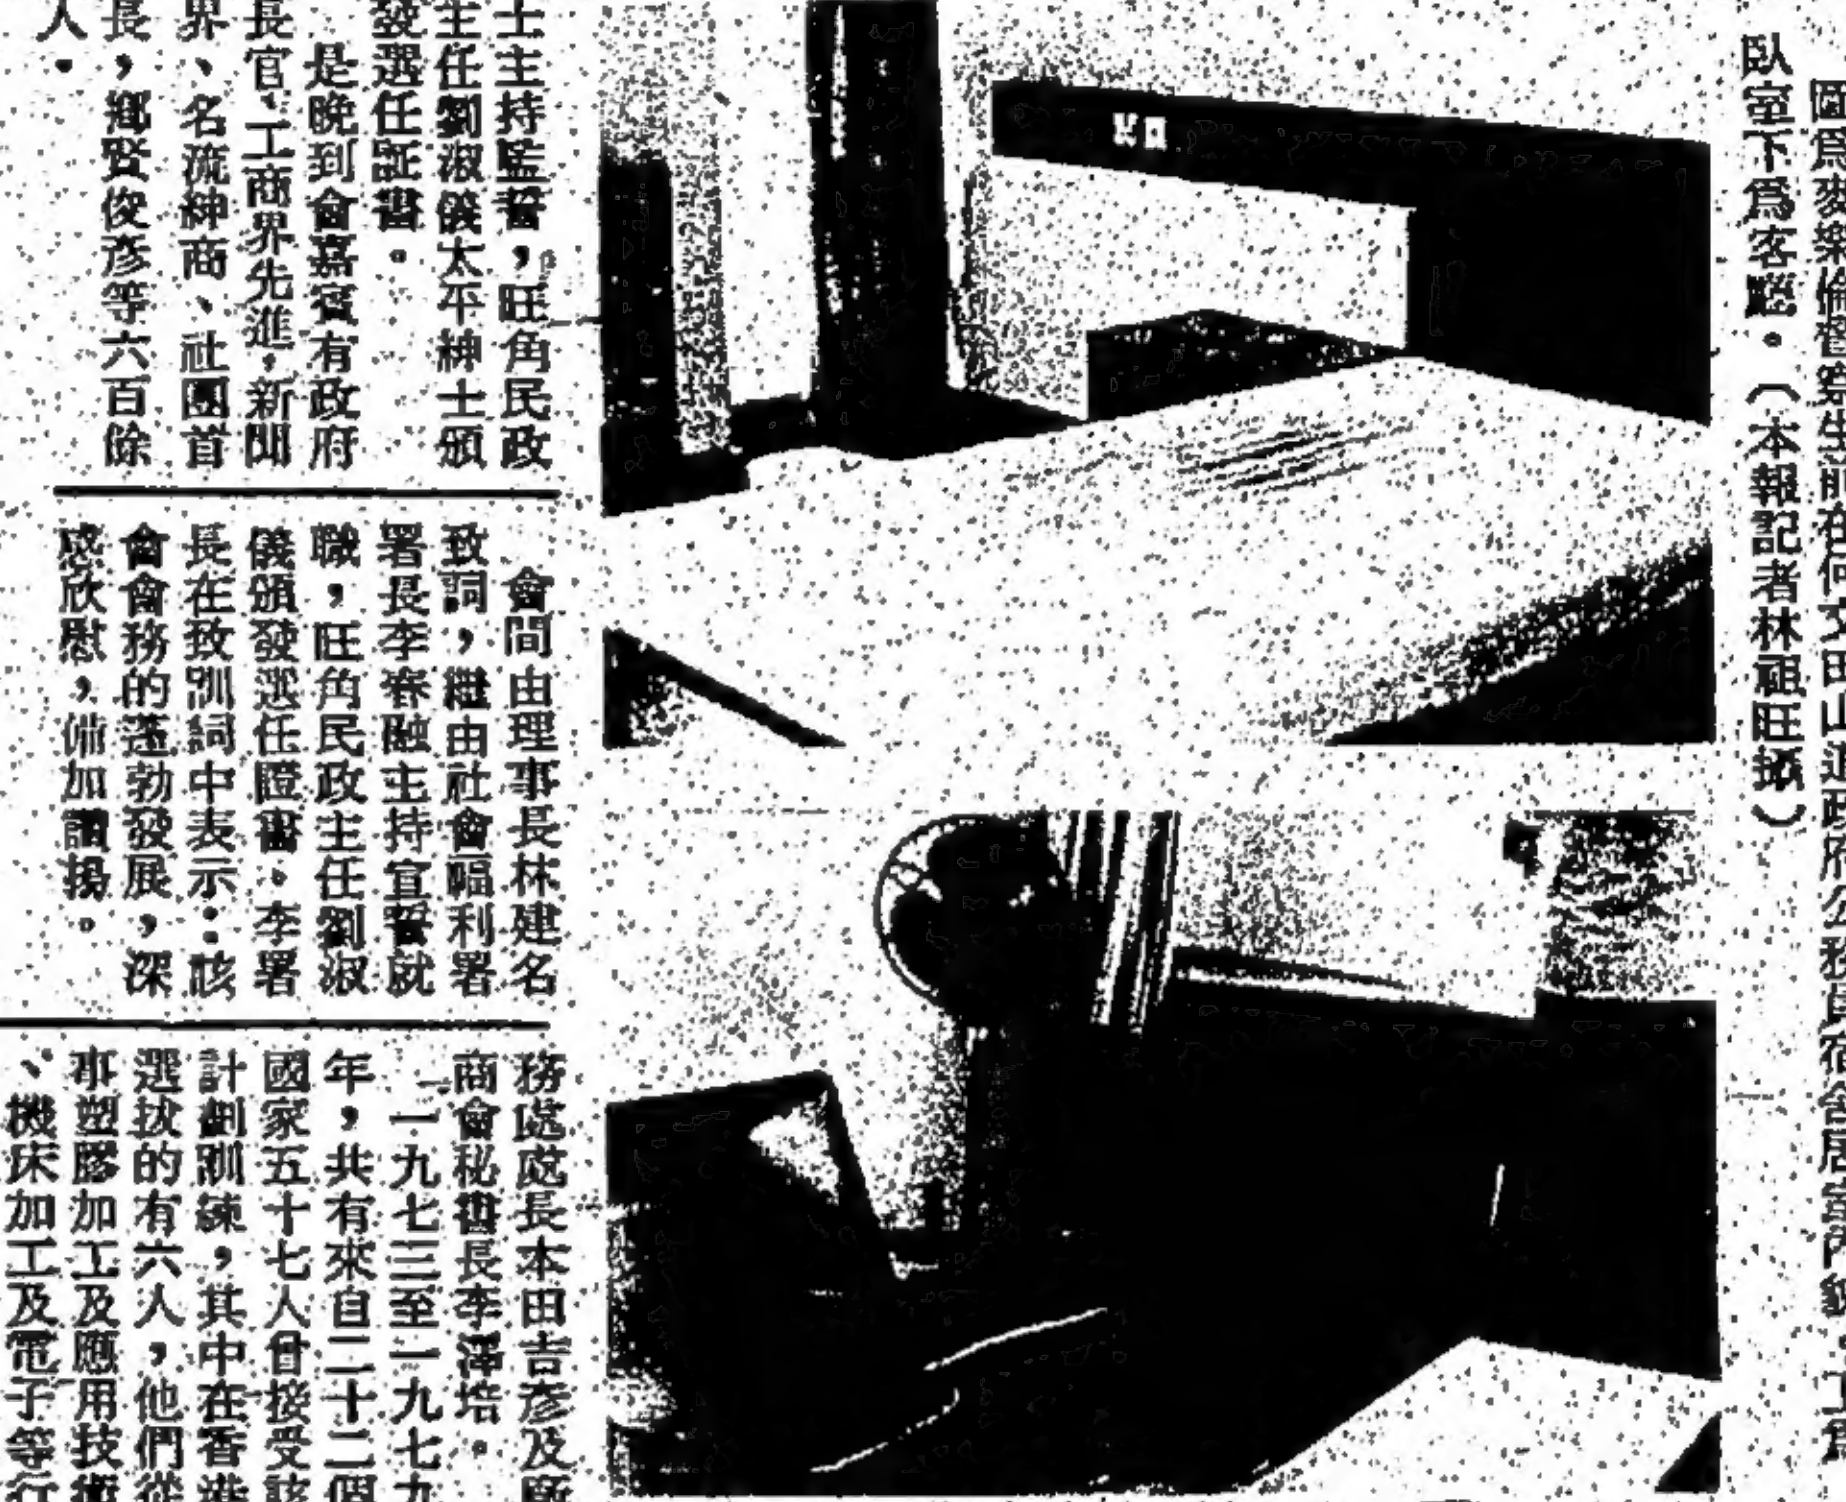 圖爲麥樂倫督察生前在何文田山道政府公務員宿舍居室內貌。上爲
臥室下爲客廳。（本報記者林祖旺攝）
士主持監誓，旺角民政
主任劉淑儀太平紳士頒
發選任証書。
是晚到會嘉賓有政府
長官、工商界先進，新聞
界、名流紳商、社團首
長，鄉賢俊彥等六百餘
人．
會間由理事長林建名
致詞，繼由社會福利署
署長李春融主持宣誓就
職，旺角民政主任劉淑
儀頒發選任證書．李署
長在致訓詞中表示：該
會會務的蓬勃發展，深
感欣慰，備加讚揚。
務處處長本田吉彥及廠
商會秘書長李澤培。
一九七三至一九七九
年，共有來自二十二個
國家五十七人曾接受該
計劃訓練，其中在香港
選拔的有六人，他們從
事塑膠加工及應用技術
、機床加工及電子等行